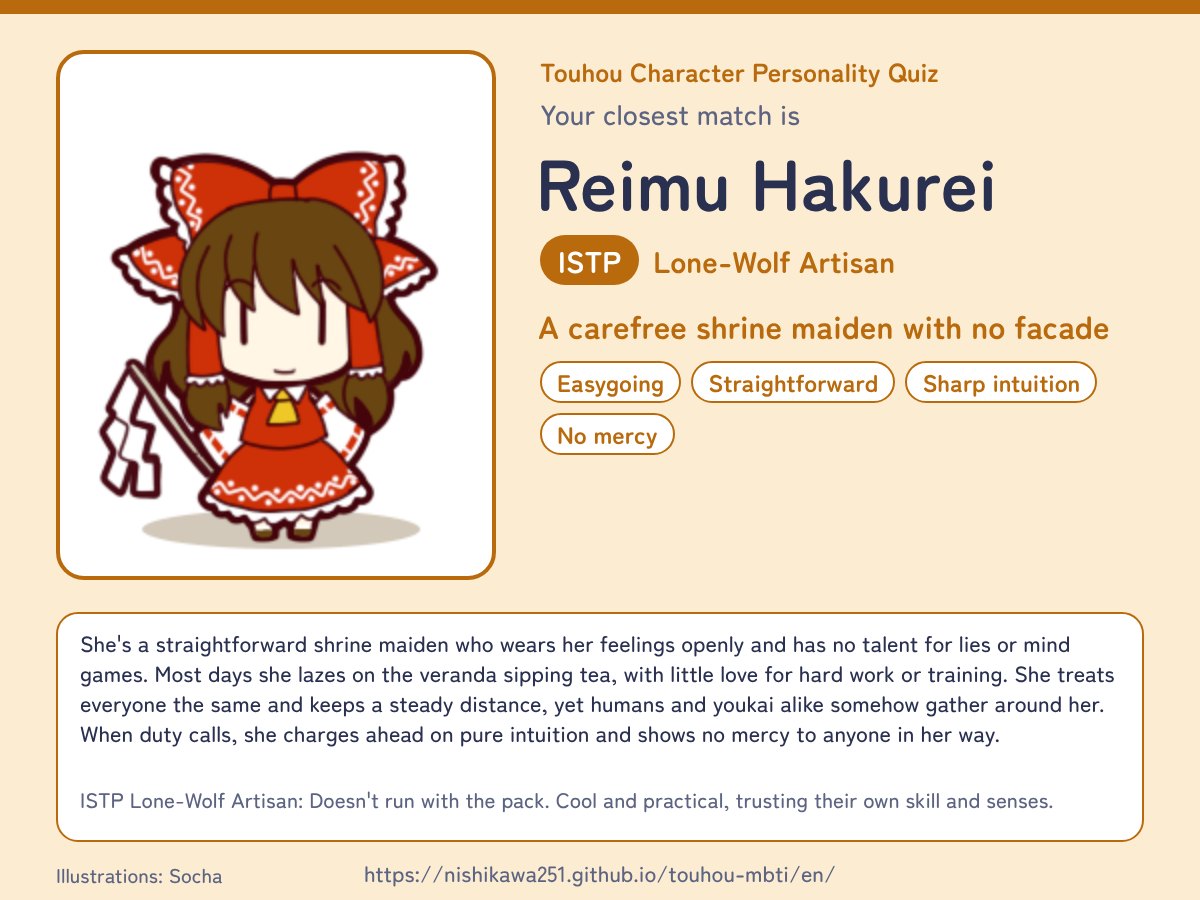 Touhou Character Personality Quiz
Your closest match is
Reimu Hakurei
ISTP Lone-Wolf Artisan
A carefree shrine maiden with no facade
Easygoing Straightforward Sharp intuition
No mercy
She's a straightforward shrine maiden who wears her feelings openly and has no talent for lies or mind
games. Most days she lazes on the veranda sipping tea, with little love for hard work or training. She treats
everyone the same and keeps a steady distance, yet humans and youkai alike somehow gather around her.
When duty calls, she charges ahead on pure intuition and shows no mercy to anyone in her way.
ISTP Lone-Wolf Artisan: Doesn't run with the pack. Cool and practical, trusting their own skill and senses.
Illustrations: Socha https://nishikawa251.github.io/touhou-mbti/en/